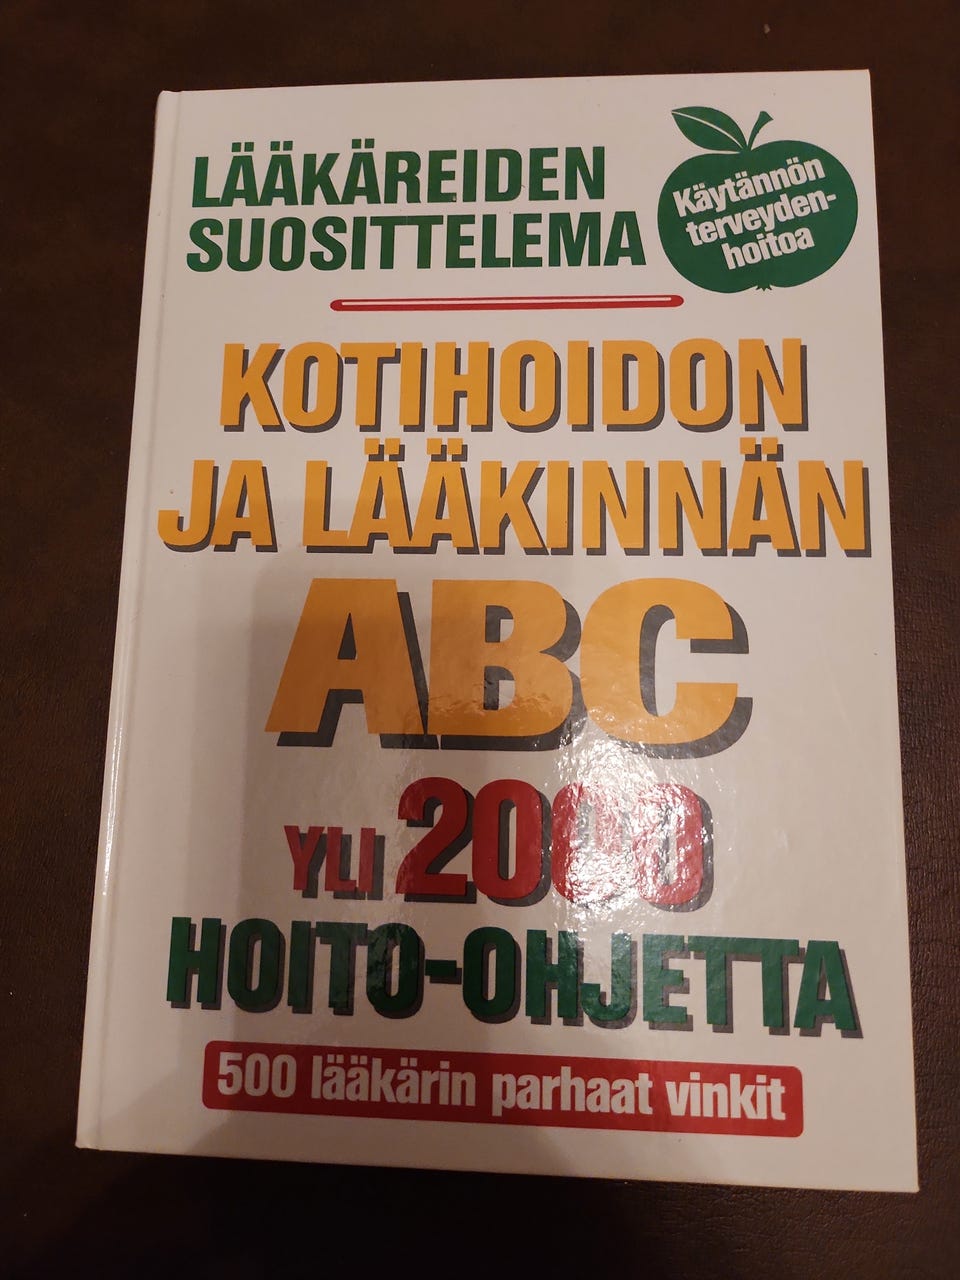 LÄÄKÄREIDEN
SUOSITTELEMA
Käytännön
terveyden-
hoitoa
KOTIHOIDON
JA LÄÄKINNÄN
ABC
YLI 2000
HOITO-OHJETTA
500 lääkärin parhaat vinkit